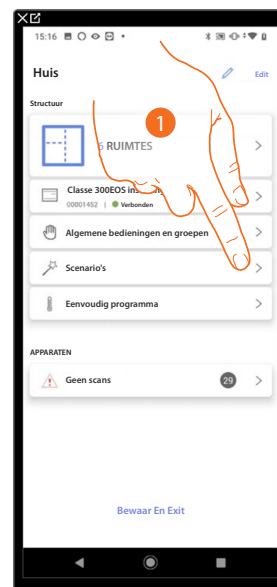 15:16
Huis
Edit
Structuur
1
6 RUIMTES
Classe 300EOS
00001452 | Verbonden
Algemene bedieningen en groepen
Scenario's
Eenvoudig programma
APPARATEN
Geen scans
29
Bewaar En Exit